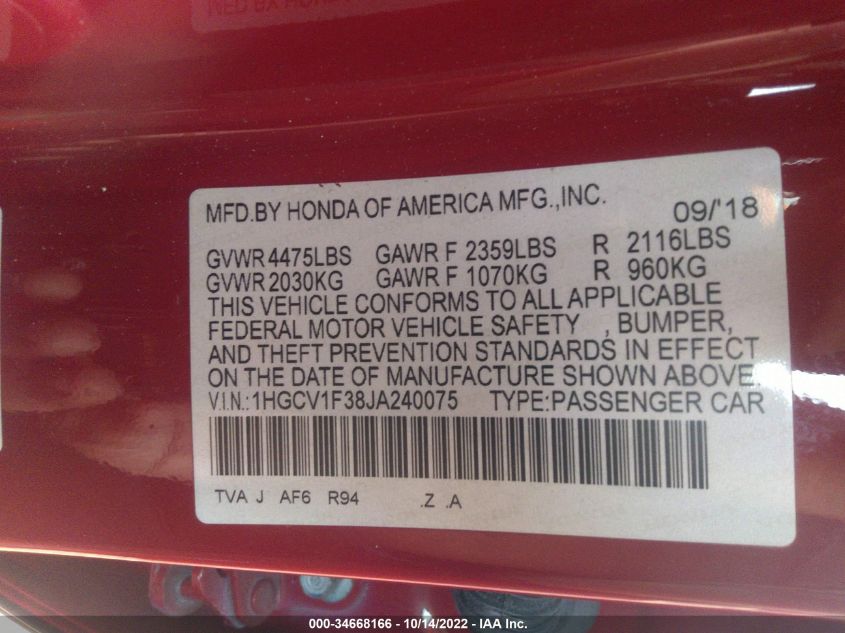 MFD.BY HONDA OF AMERICA MFG.,INC. 09/'18
GVWR 4475LBS GAWR F 2359LBS R 2116LBS
GVWR 2030KG GAWR F 1070KG R 960KG
THIS VEHICLE CONFORMS TO ALL APPLICABLE
FEDERAL MOTOR VEHICLE SAFETY , BUMPER,
AND THEFT PREVENTION STANDARDS IN EFFECT
ON THE DATE OF MANUFACTURE SHOWN ABOVE.
V.I.N.:1HGCV1F38JA240075 TYPE:PASSENGER CAR
TVA J AF6 R94 .Z .A
000-34668166 - 10/14/2022 - IAA Inc.